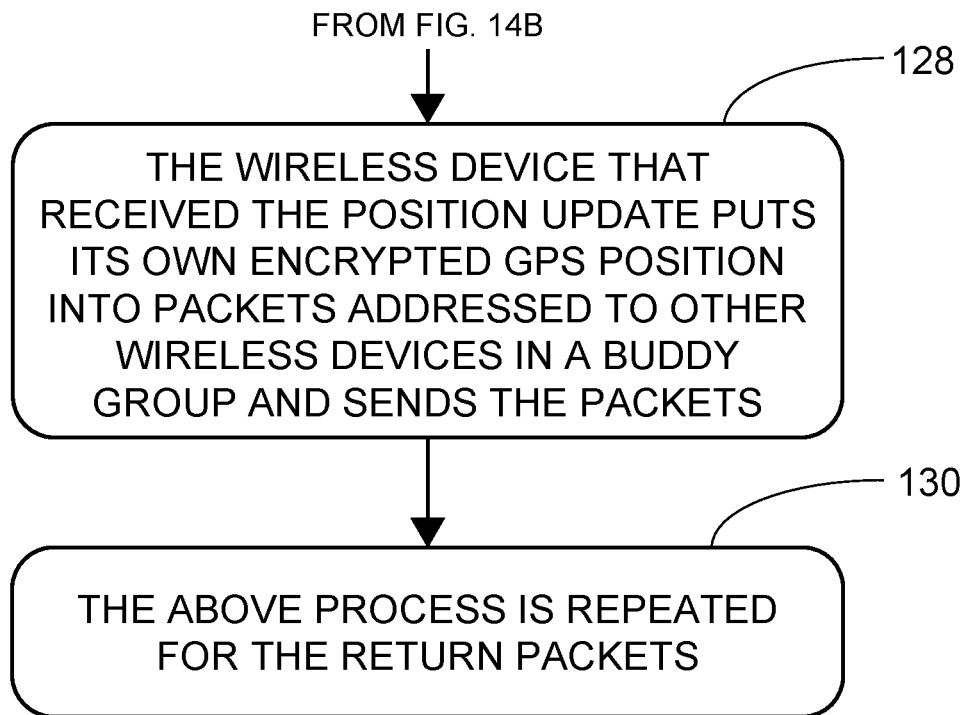 FROM FIG. 14B
128
THE WIRELESS DEVICE THAT
RECEIVED THE POSITION UPDATE PUTS
ITS OWN ENCRYPTED GPS POSITION
INTO PACKETS ADDRESSED TO OTHER
WIRELESS DEVICES IN A BUDDY
GROUP AND SENDS THE PACKETS
130
THE ABOVE PROCESS IS REPEATED
FOR THE RETURN PACKETS